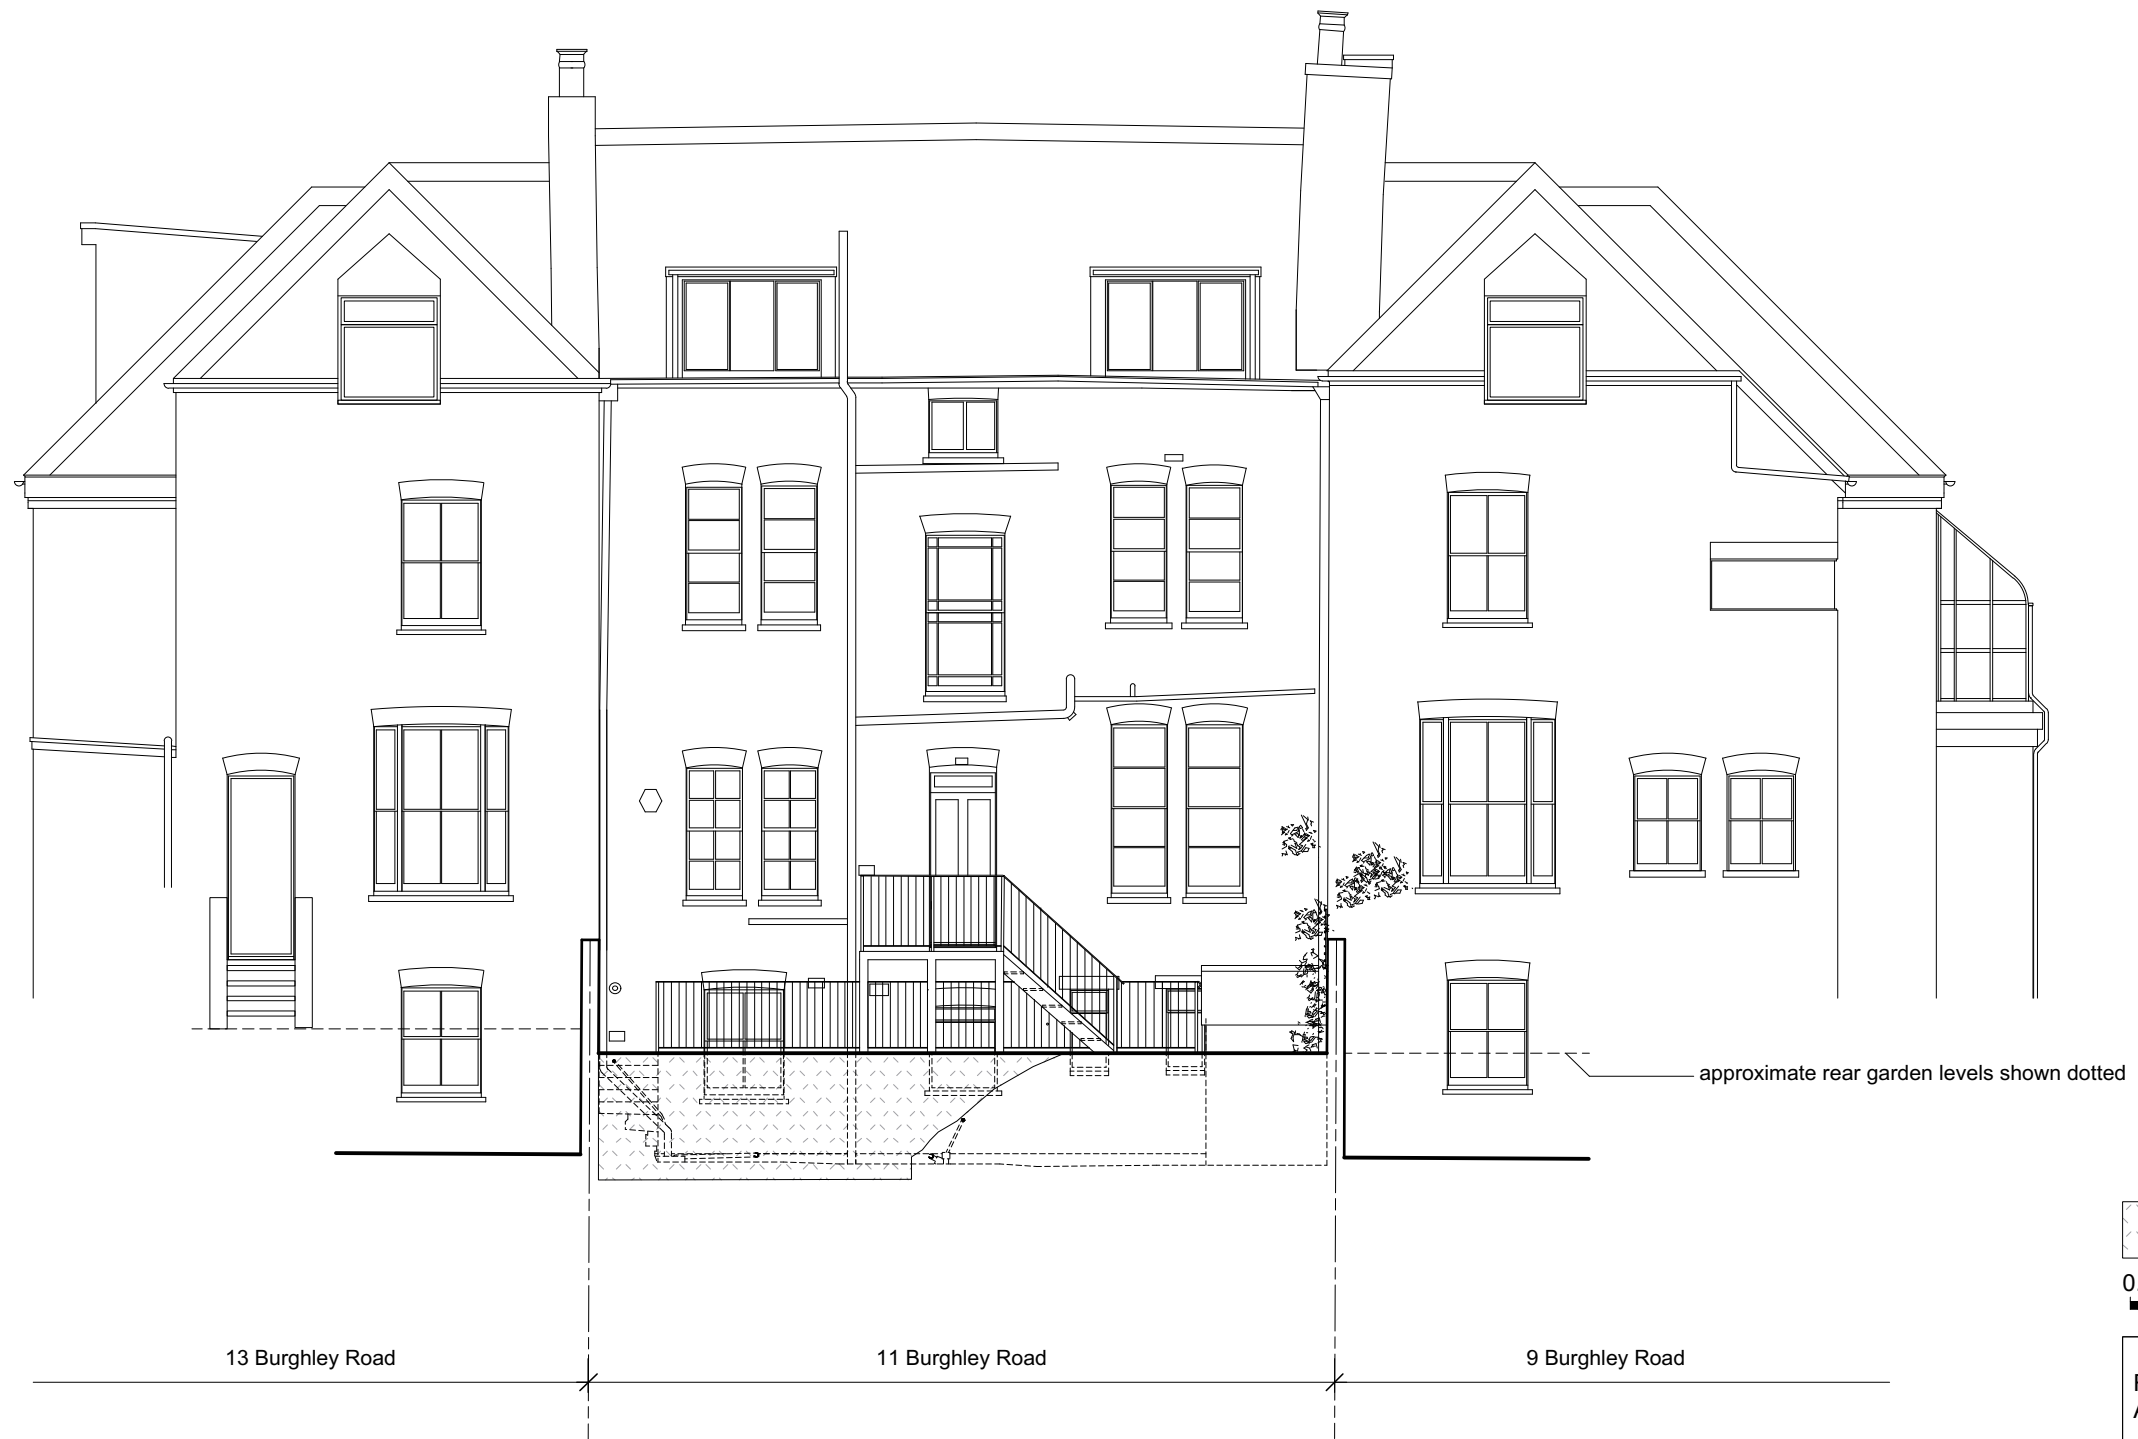 approximate rear garden levels shown dotted
0.
13 Burghley Road
11 Burghley Road
9 Burghley Road